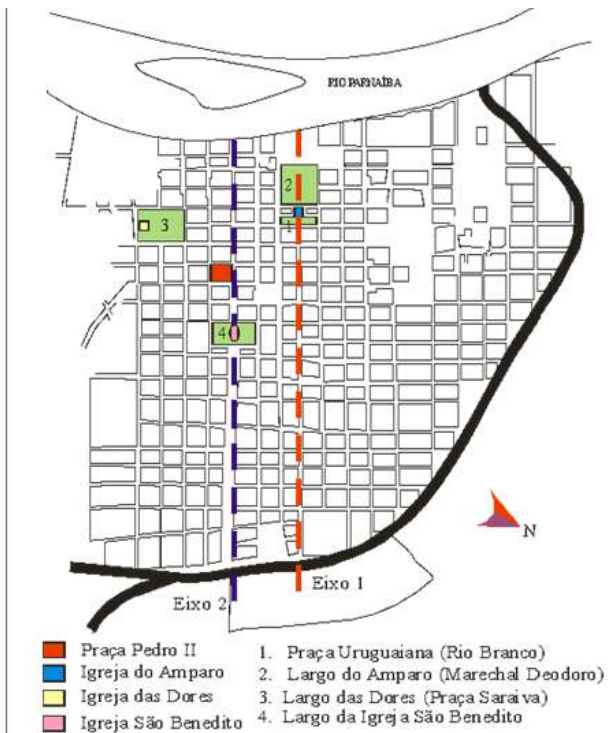 RIO PARNAÍBA
2
1
3
4
N
Eixo 1
Eixo 2
Praça Pedro II
Igreja do Amparo
Igreja das Dores
Igreja São Benedito
1. Praça Uruguaiana (Rio Branco)
2. Largo do Amparo (Marechal Deodoro)
3. Largo das Dores (Praça Saraiva)
4. Largo da Igreja São Benedito